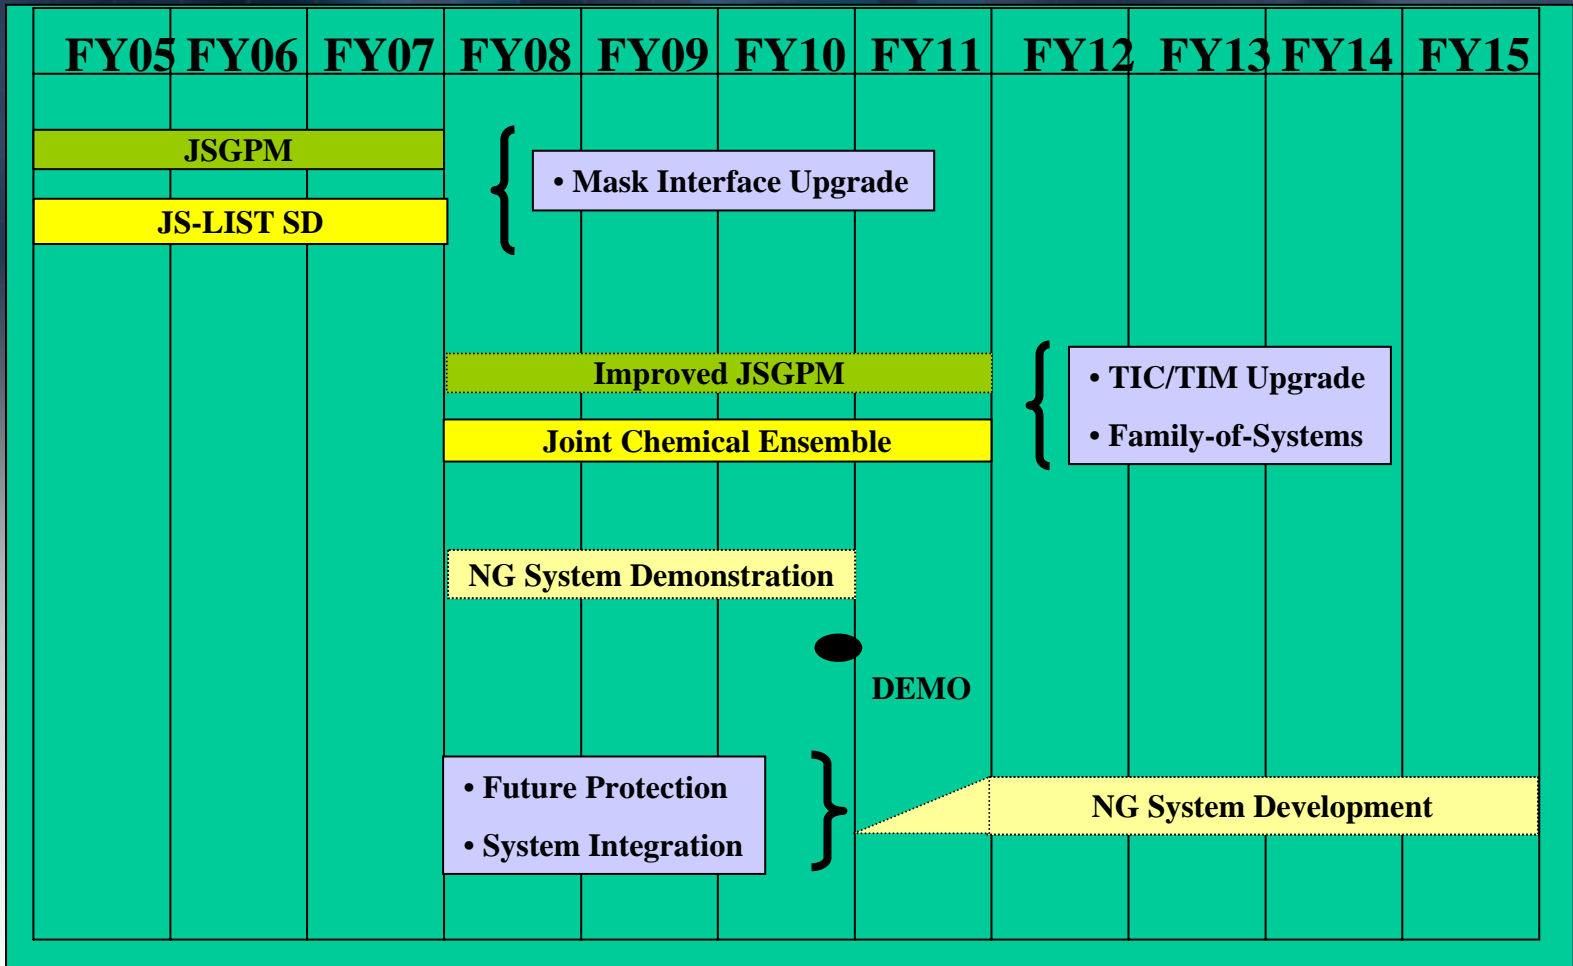 FY05 FY06 FY07 FY08 FY09 FY10 FY11 FY12 FY13 FY14 FY15
JSGPM
• Mask Interface Upgrade
JS-LIST SD
Improved JSGPM
• TIC/TIM Upgrade
Joint Chemical Ensemble
• Family-of-Systems
NG System Demonstration
DEMO
• Future Protection
• System Integration
NG System Development